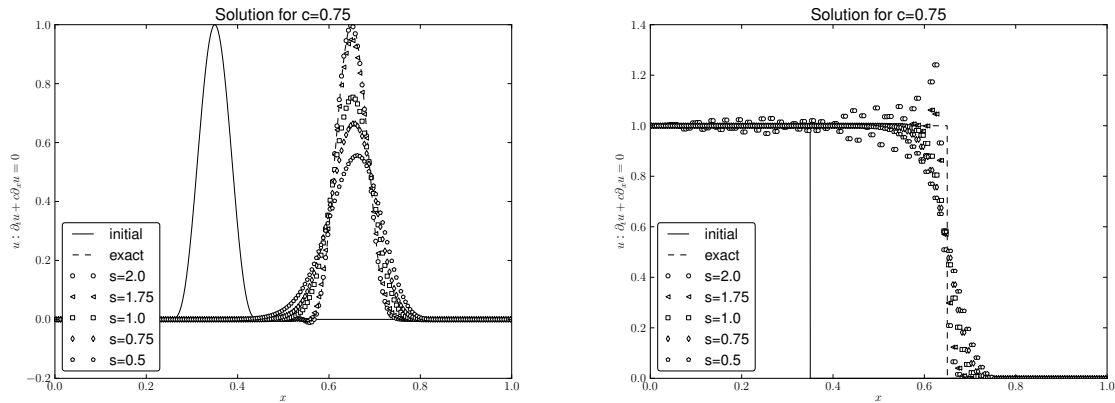 Solution for c=0.75
1.0
0.8
0.6
0.4
0.2
0.0
−0.2
0.0 0.2 0.4 0.6 0.8 1.0
x
u : ∂ₜu + c∂ₓu = 0
initial
exact
s=2.0
s=1.75
s=1.0
s=0.75
s=0.5
Solution for c=0.75
1.4
1.2
1.0
0.8
0.6
0.4
0.2
0.0
0.0 0.2 0.4 0.6 0.8 1.0
x
u : ∂ₜu + c∂ₓu = 0
initial
exact
s=2.0
s=1.75
s=1.0
s=0.75
s=0.5